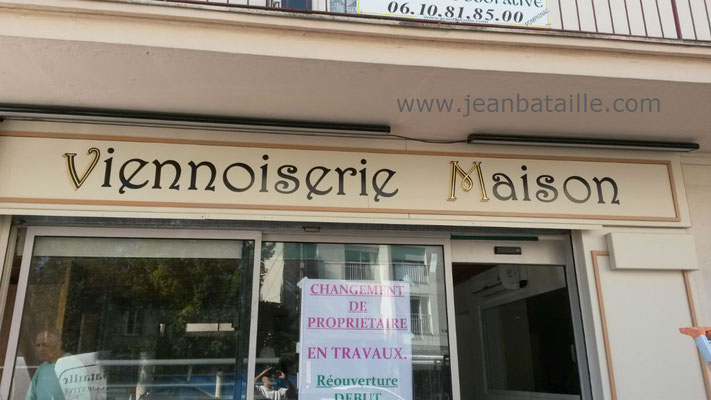 06.10.81.85.00
www.jeanbataille.com
Viennoiserie Maison
CHANGEMENT
DE
PROPRIETAIRE
EN TRAVAUX.
Réouverture
DEBUT